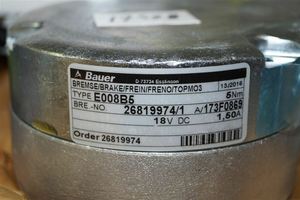 Bauer
D 73734 Esslingen
BREMSE/BRAKE/FREIN/FRENO/TOPMO3 13/2016
TYPE E008B5 5Nm
BRE.-NO. 26819974/1 A/173F0869
18V DC 1,50A
Order 26819974